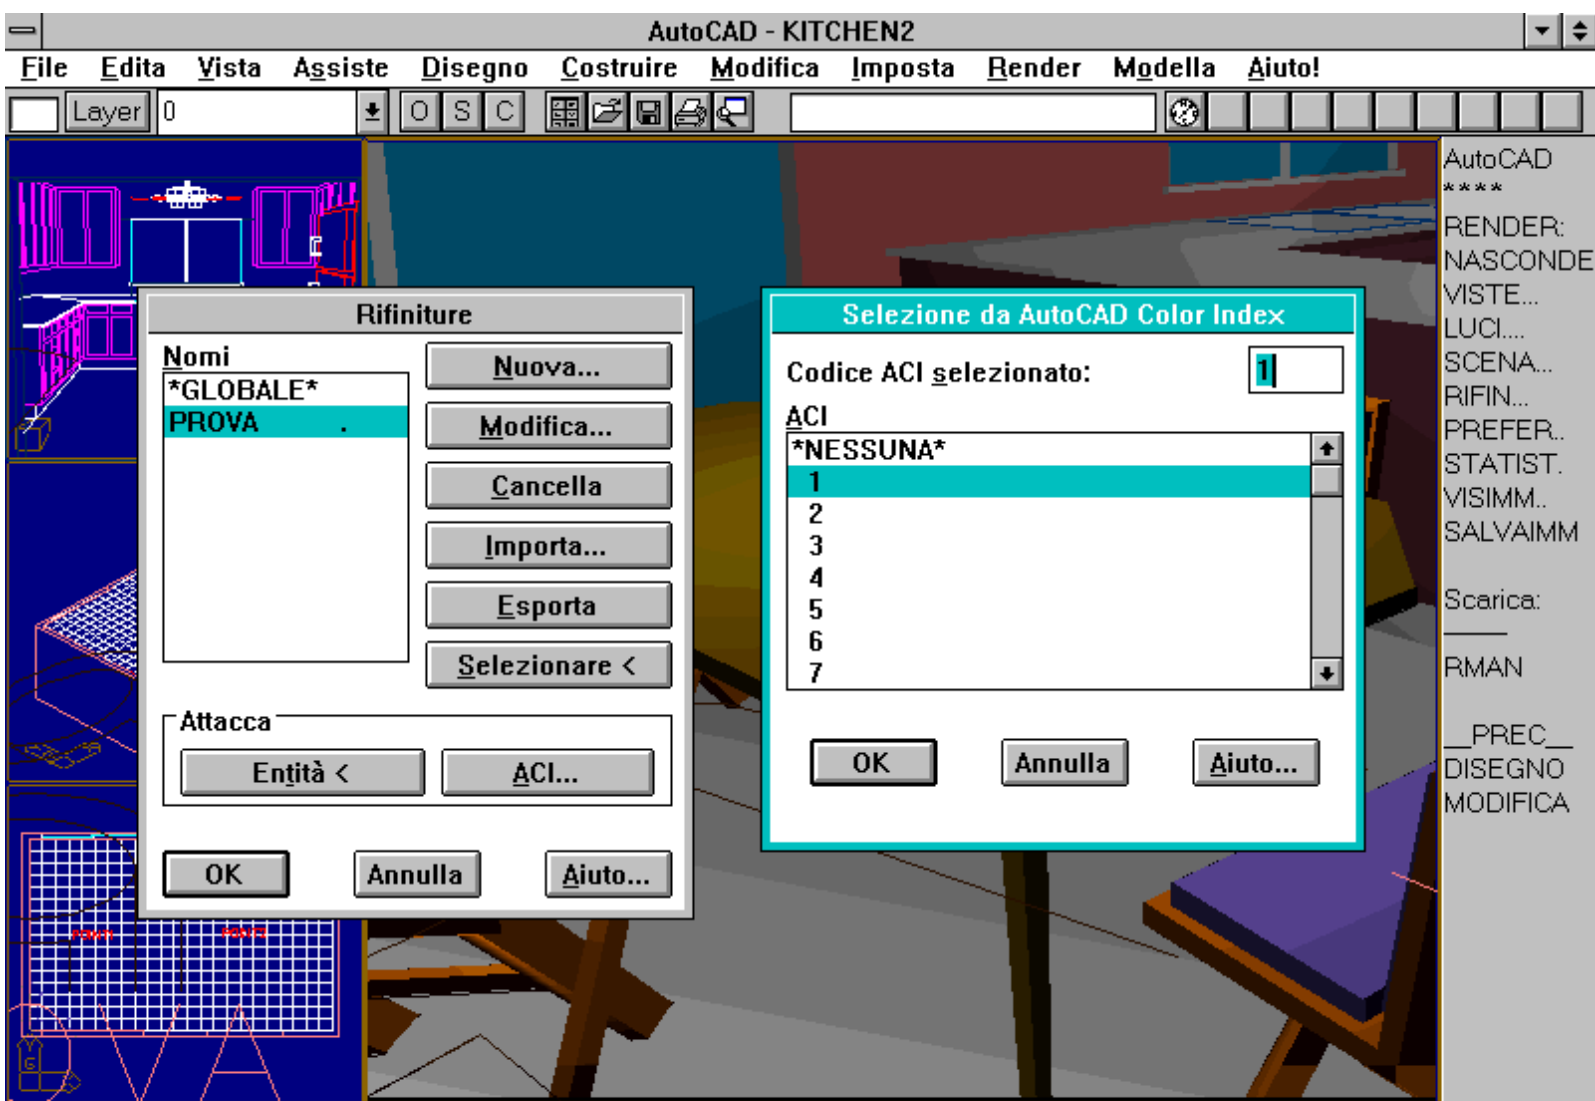 AutoCAD - KITCHEN2
File Edita Vista Assiste Disegno Costruire Modifica Imposta Render Modella Aiuto!
Layer 0 O S C
Rifiniture
Nomi
*GLOBALE*
PROVA .
Nuova...
Modifica...
Cancella
Importa...
Esporta
Selezionare <
Attacca
Entità < ACI...
OK Annulla Aiuto...
Selezione da AutoCAD Color Index
Codice ACI selezionato: 1
ACI
*NESSUNA*
1
2
3
4
5
6
7
OK Annulla Aiuto...
AutoCAD
****
RENDER:
NASCONDE
VISTE...
LUCI....
SCENA...
RIFIN...
PREFER..
STATIST.
VISIMM..
SALVAIMM
Scarica:
RMAN
__PREC__
DISEGNO
MODIFICA